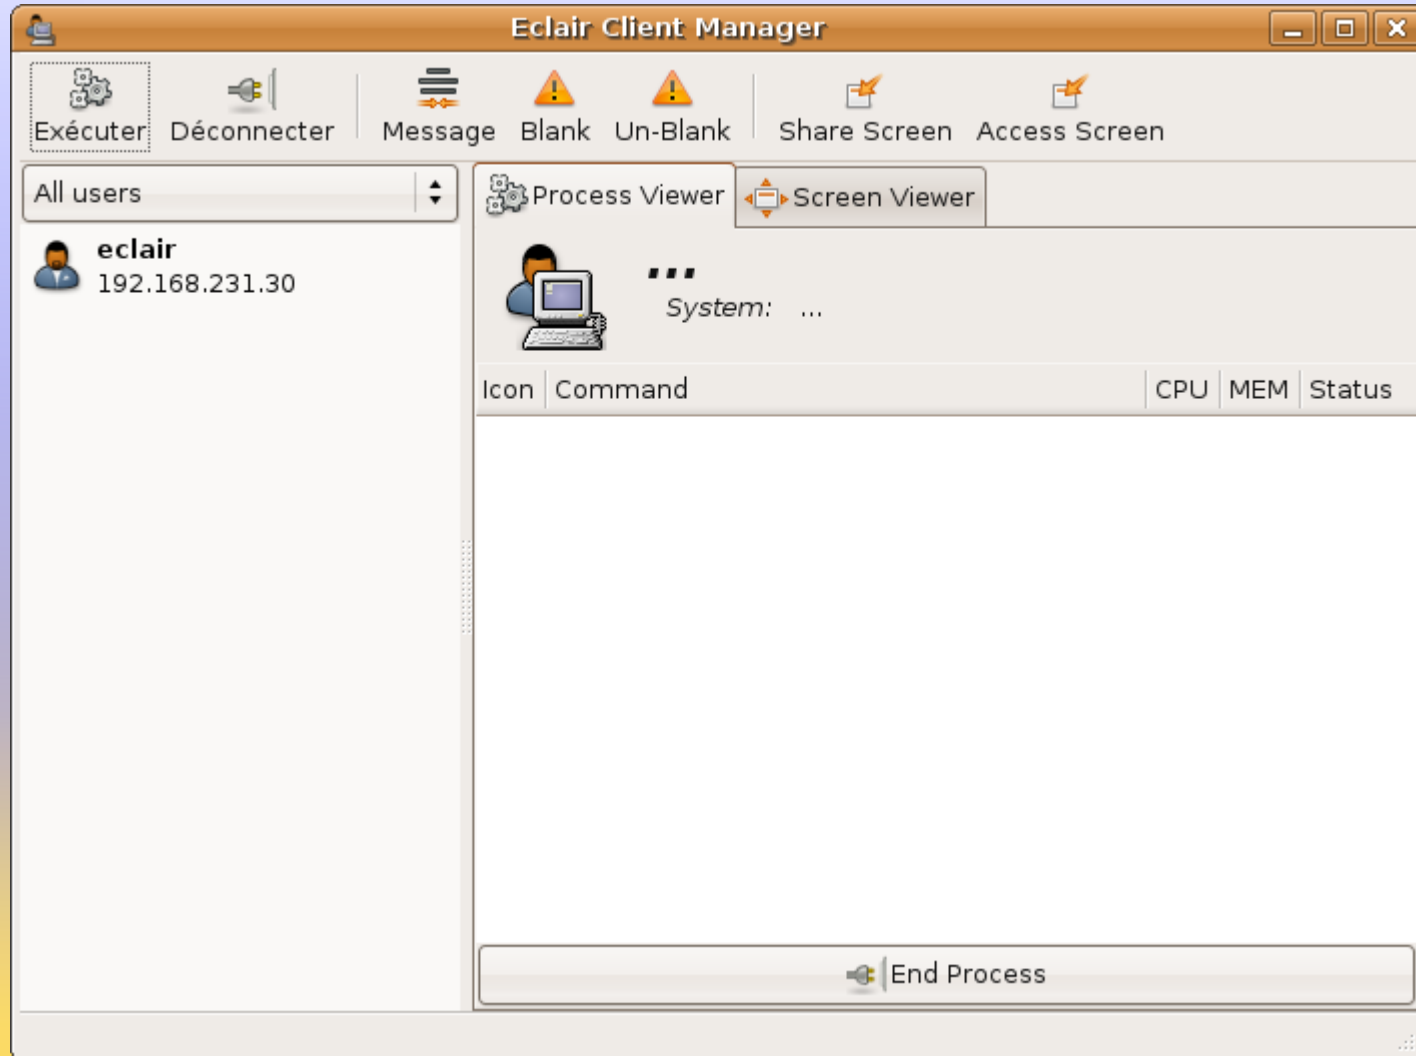 Eclair Client Manager
Exécuter Déconnecter Message Blank Un-Blank Share Screen Access Screen
All users
eclair
192.168.231.30
Process Viewer Screen Viewer
...
System: ...
Icon Command CPU MEM Status
End Process